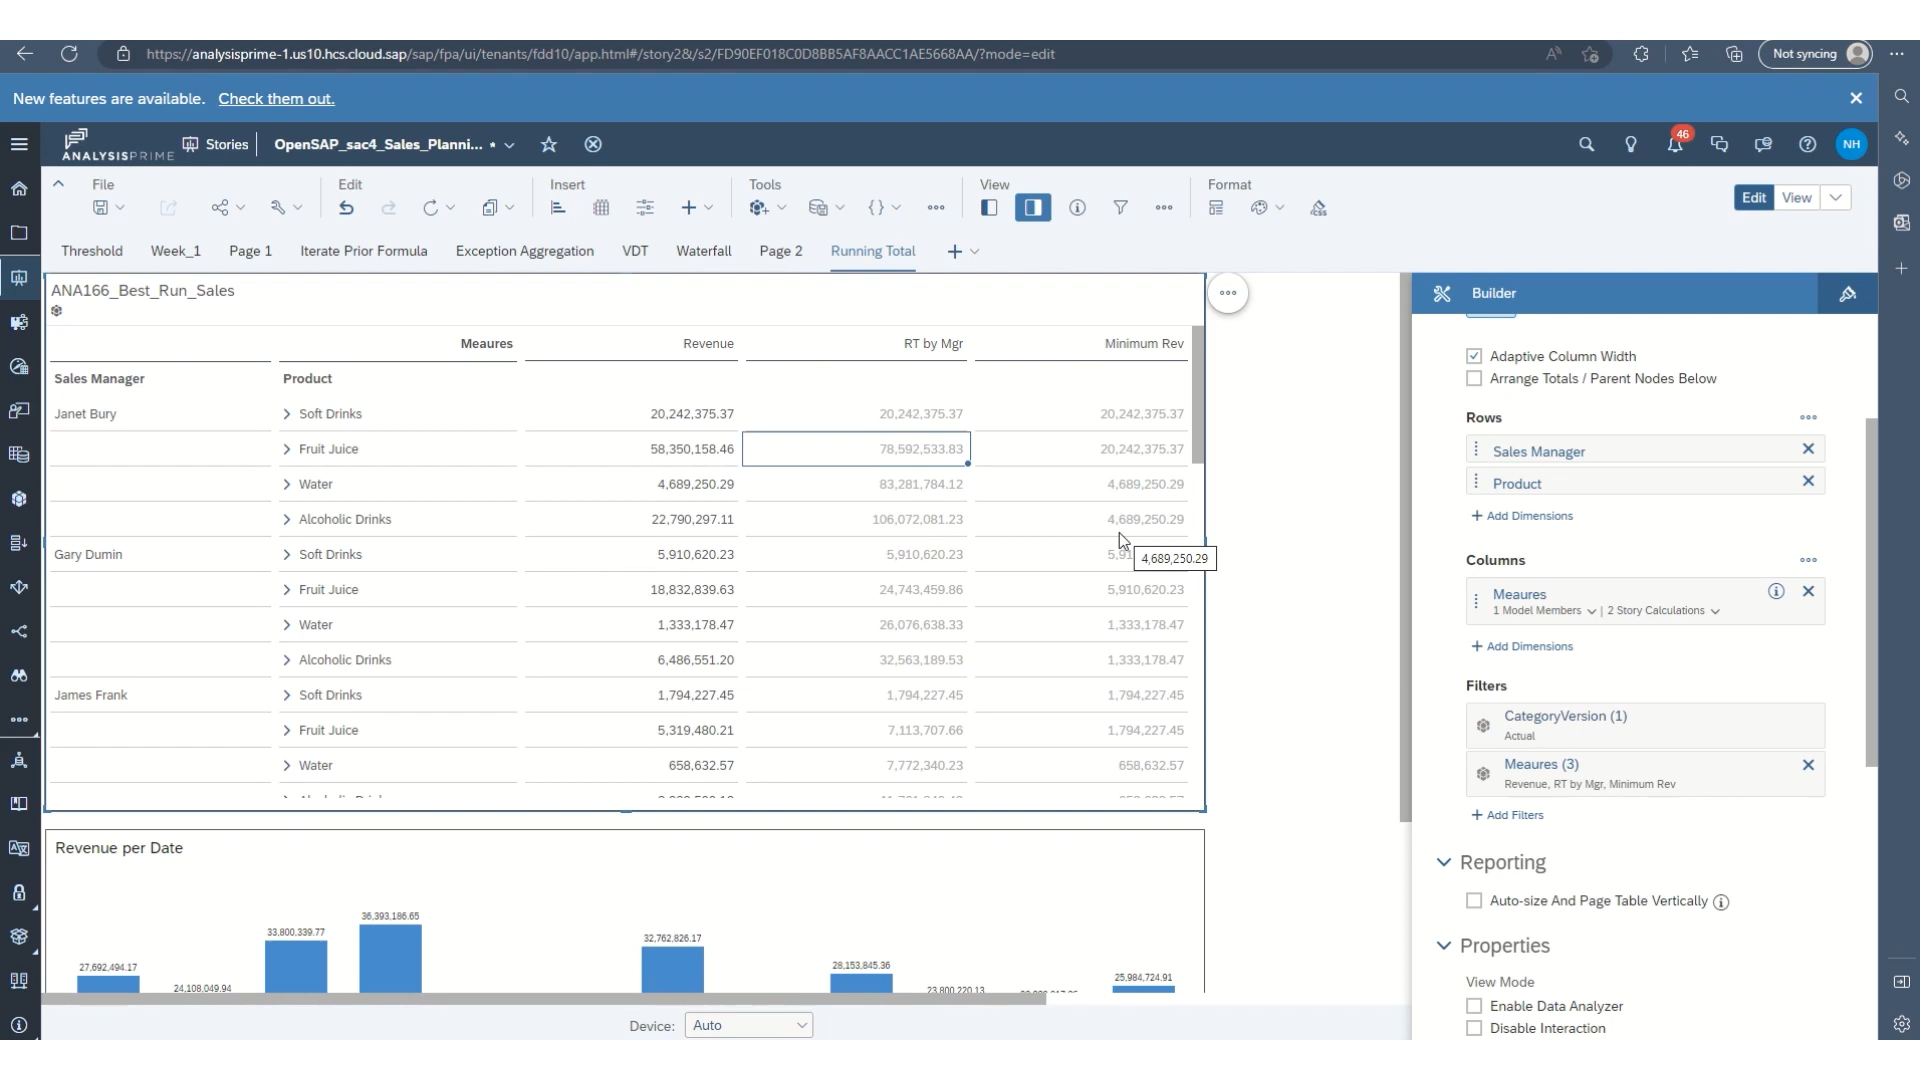 https://analysisprime-1.us10.hcs.cloud.sap/sap/fpa/ui/tenants/fdd10/app.html#/story2&/s2/FD90EF018C0D8BB5AF8AACC1AE5668AA/?mode=edit
Not syncing
New features are available. Check them out.
ANALYSISPRIME
Stories
OpenSAP_sac4_Sales_Planni... *
46
NH
File Edit Insert Tools View Format
Edit View
Threshold Week_1 Page 1 Iterate Prior Formula Exception Aggregation VDT Waterfall Page 2 Running Total
ANA166_Best_Run_Sales
Meaures Revenue RT by Mgr Minimum Rev
Sales Manager Product
Janet Bury Soft Drinks 20,242,375.37 20,242,375.37 20,242,375.37
Fruit Juice 58,350,158.46 78,592,533.83 20,242,375.37
Water 4,689,250.29 83,281,784.12 4,689,250.29
Alcoholic Drinks 22,790,297.11 106,072,081.23 4,689,250.29
Gary Dumin Soft Drinks 5,910,620.23 5,910,620.23 5,91
4,689,250.29
Fruit Juice 18,832,839.63 24,743,459.86 5,910,620.23
Water 1,333,178.47 26,076,638.33 1,333,178.47
Alcoholic Drinks 6,486,551.20 32,563,189.53 1,333,178.47
James Frank Soft Drinks 1,794,227.45 1,794,227.45 1,794,227.45
Fruit Juice 5,319,480.21 7,113,707.66 1,794,227.45
Water 658,632.57 7,772,340.23 658,632.57
Revenue per Date
27,692,494.17
24,108,049.94
33,800,339.77
36,393,186.65
32,762,826.17
28,153,845.36
23,800,220.13
25,984,724.91
Device: Auto
Builder
Adaptive Column Width
Arrange Totals / Parent Nodes Below
Rows
Sales Manager
Product
+ Add Dimensions
Columns
Meaures
1 Model Members | 2 Story Calculations
+ Add Dimensions
Filters
CategoryVersion (1)
Actual
Meaures (3)
Revenue, RT by Mgr, Minimum Rev
+ Add Filters
Reporting
Auto-size And Page Table Vertically
Properties
View Mode
Enable Data Analyzer
Disable Interaction